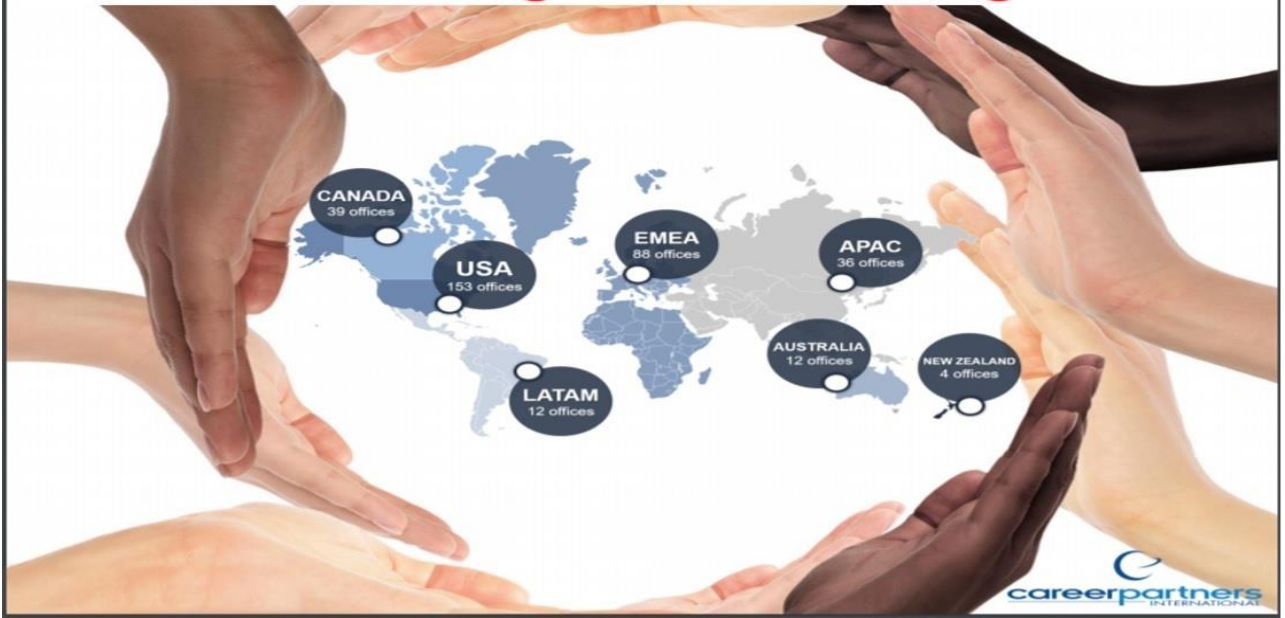 CANADA
39 offices
USA
153 offices
EMEA
88 offices
APAC
36 offices
AUSTRALIA
12 offices
NEW ZEALAND
4 offices
LATAM
12 offices
careerpartners
INTERNATIONAL